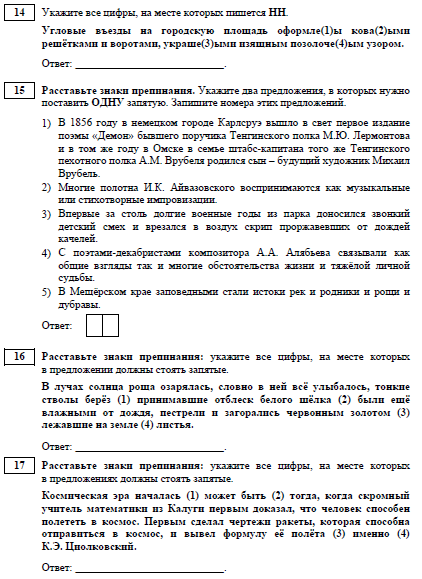 14 Укажите все цифры, на месте которых пишется НН.
Угловые въезды на городскую площадь оформле(1)ы кова(2)ыми
решётками и воротами, украше(3)ыми изящным позолоче(4)ым узором.
Ответ: ___________________________.
15 Расставьте знаки препинания. Укажите два предложения, в которых нужно
поставить ОДНУ запятую. Запишите номера этих предложений.
1) В 1856 году в немецком городе Карлсруэ вышло в свет первое издание
поэмы «Демон» бывшего поручика Тенгинского полка М.Ю. Лермонтова
и в том же году в Омске в семье штабс-капитана того же Тенгинского
пехотного полка А.М. Врубеля родился сын – будущий художник Михаил
Врубель.
2) Многие полотна И.К. Айвазовского воспринимаются как музыкальные
или стихотворные импровизации.
3) Впервые за столь долгие военные годы из парка доносился звонкий
детский смех и врезался в воздух скрип проржавевших от дождей
качелей.
4) С поэтами-декабристами композитора А.А. Алябьева связывали как
общие взгляды так и многие обстоятельства жизни и тяжёлой личной
судьбы.
5) В Мещёрском крае заповедными стали истоки рек и родники и рощи и
дубравы.
Ответ:
16 Расставьте знаки препинания: укажите все цифры, на месте которых
в предложении должны стоять запятые.
В лучах солнца роша озарялась, словно в ней всё улыбалось, тонкие
стволы берёз (1) принимавшие отблеск белого шёлка (2) были ещё
влажными от дождя, пестрели и загорались червонным золотом (3)
лежавшие на земле (4) листья.
Ответ: ___________________________.
17 Расставьте знаки препинания: укажите все цифры, на месте которых
в предложениях должны стоять запятые.
Космическая эра началась (1) может быть (2) тогда, когда скромный
учитель математики из Калуги первым доказал, что человек способен
полететь в космос. Первым сделал чертежи ракеты, которая способна
отправиться в космос, и вывел формулу её полёта (3) именно (4)
К.Э. Циолковский.
Ответ: ___________________________.